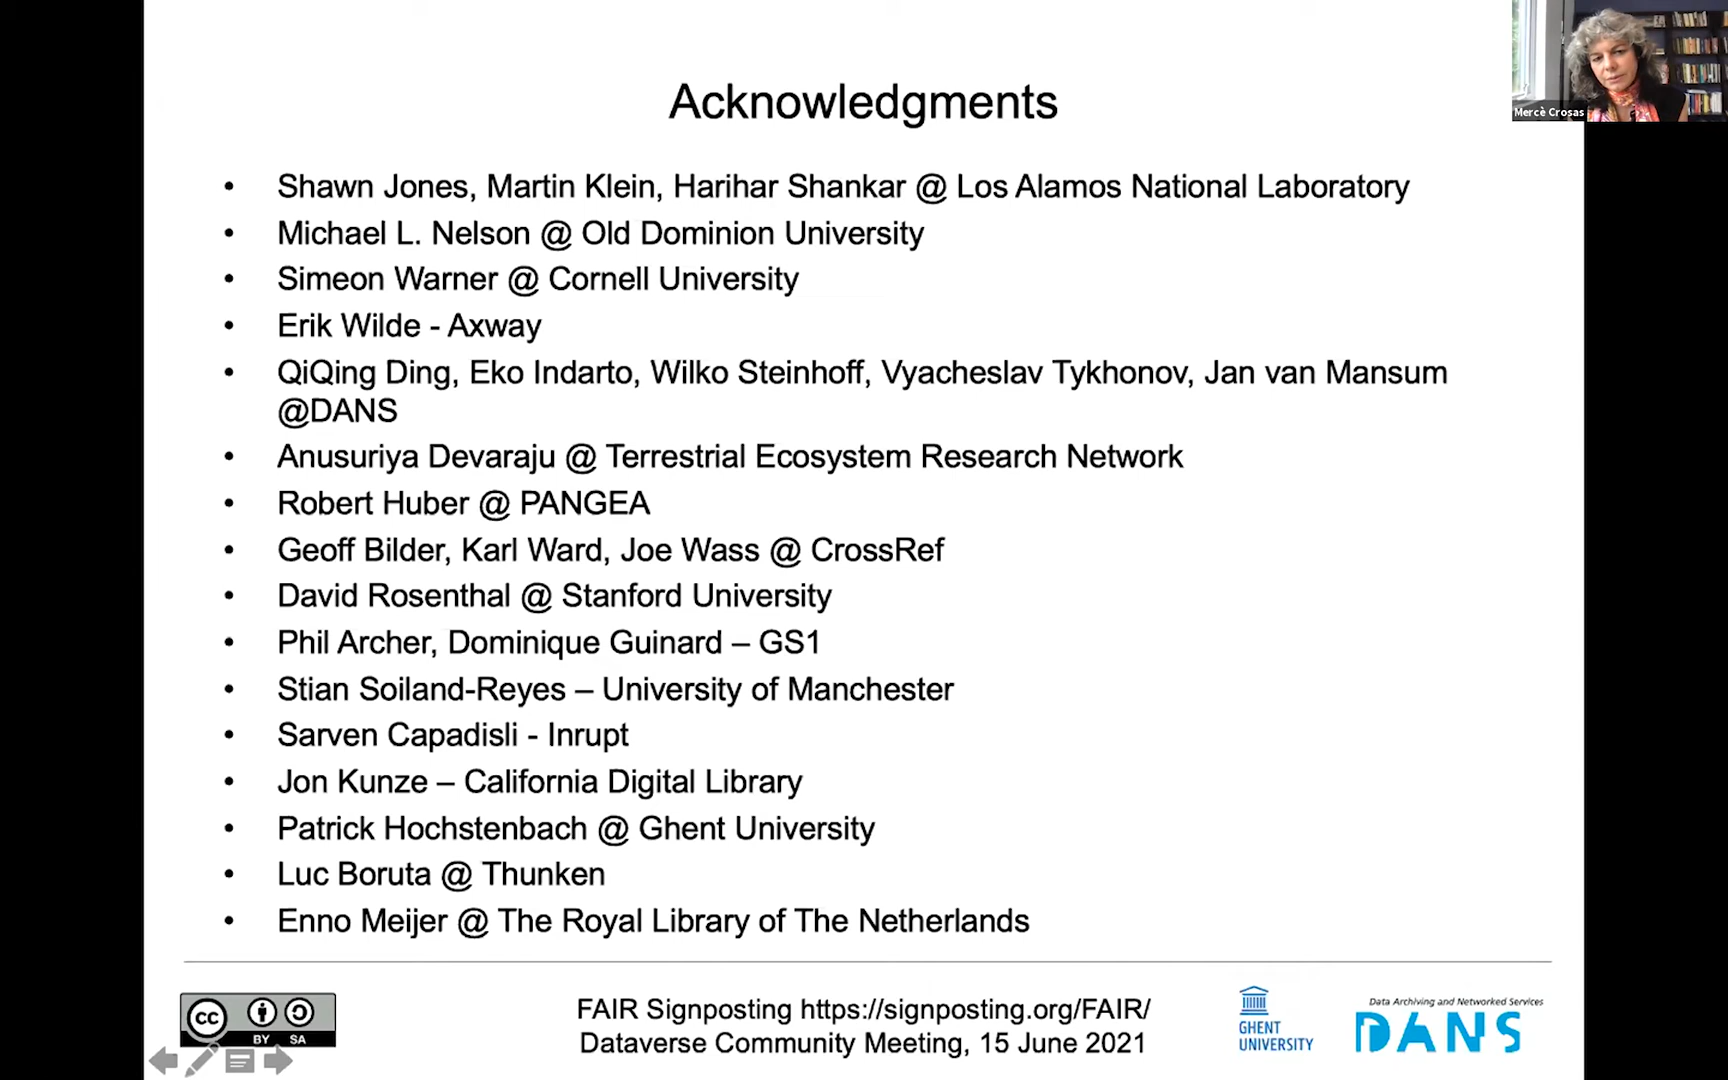 Acknowledgments
Mercè Crosas
• Shawn Jones, Martin Klein, Harihar Shankar @ Los Alamos National Laboratory
• Michael L. Nelson @ Old Dominion University
• Simeon Warner @ Cornell University
• Erik Wilde - Axway
• QiQing Ding, Eko Indarto, Wilko Steinhoff, Vyacheslav Tykhonov, Jan van Mansum
@DANS
• Anusuriya Devaraju @ Terrestrial Ecosystem Research Network
• Robert Huber @ PANGEA
• Geoff Bilder, Karl Ward, Joe Wass @ CrossRef
• David Rosenthal @ Stanford University
• Phil Archer, Dominique Guinard – GS1
• Stian Soiland-Reyes – University of Manchester
• Sarven Capadisli - Inrupt
• Jon Kunze – California Digital Library
• Patrick Hochstenbach @ Ghent University
• Luc Boruta @ Thunken
• Enno Meijer @ The Royal Library of The Netherlands
cc BY SA
FAIR Signposting https://signposting.org/FAIR/
Dataverse Community Meeting, 15 June 2021
GHENT
UNIVERSITY
Data Archiving and Networked Services
DANS